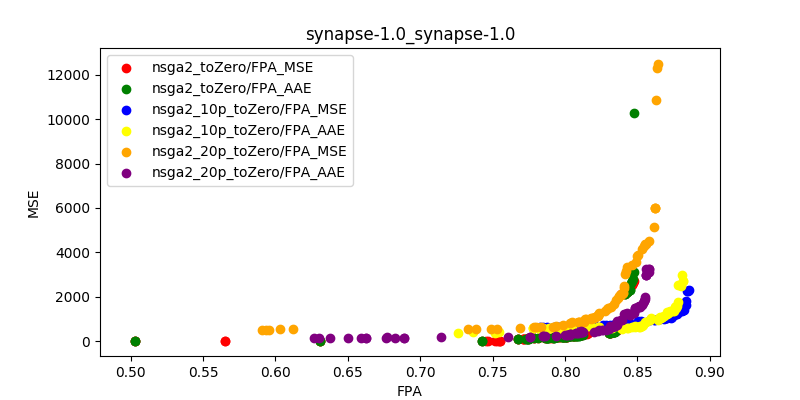 synapse-1.0_synapse-1.0
nsga2_toZero/FPA_MSE
nsga2_toZero/FPA_AAE
nsga2_10p_toZero/FPA_MSE
nsga2_10p_toZero/FPA_AAE
nsga2_20p_toZero/FPA_MSE
nsga2_20p_toZero/FPA_AAE
MSE
12000
10000
8000
6000
4000
2000
0
0.50 0.55 0.60 0.65 0.70 0.75 0.80 0.85 0.90
FPA